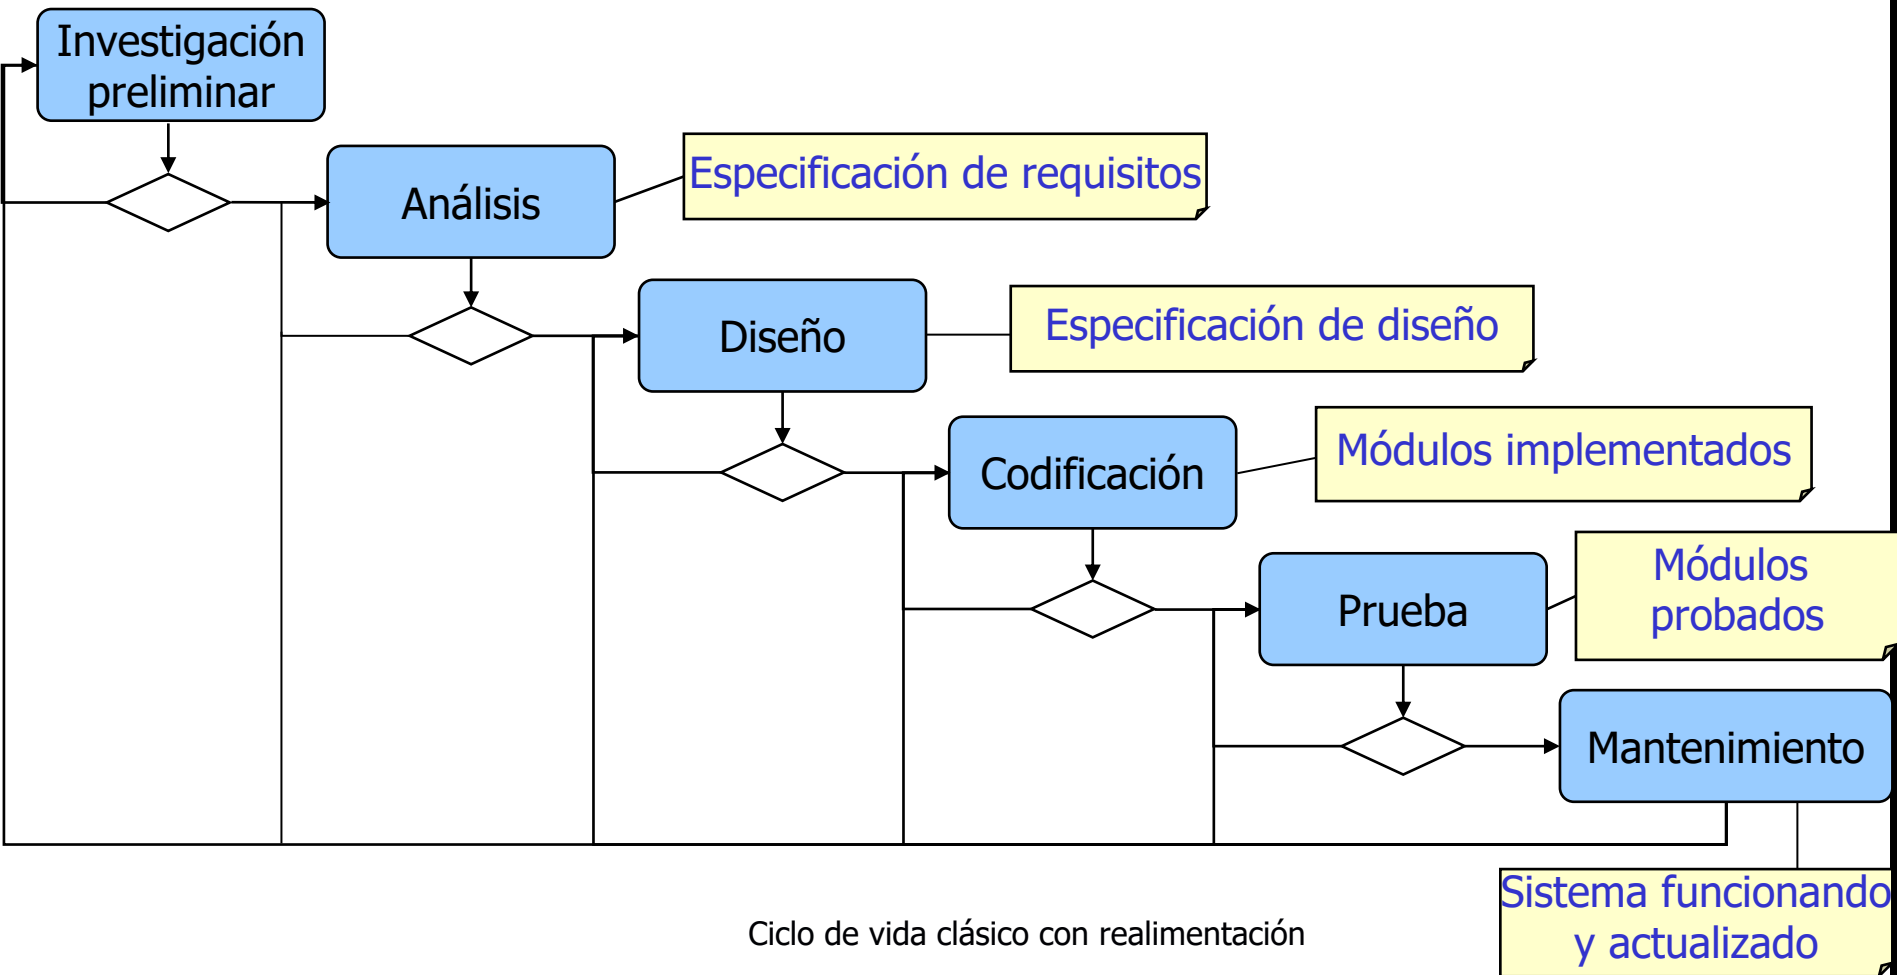 Investigación
preliminar
Análisis
Especificación de requisitos
Diseño
Especificación de diseño
Codificación
Módulos implementados
Prueba
Módulos
probados
Mantenimiento
Sistema funcionando
y actualizado
Ciclo de vida clásico con realimentación